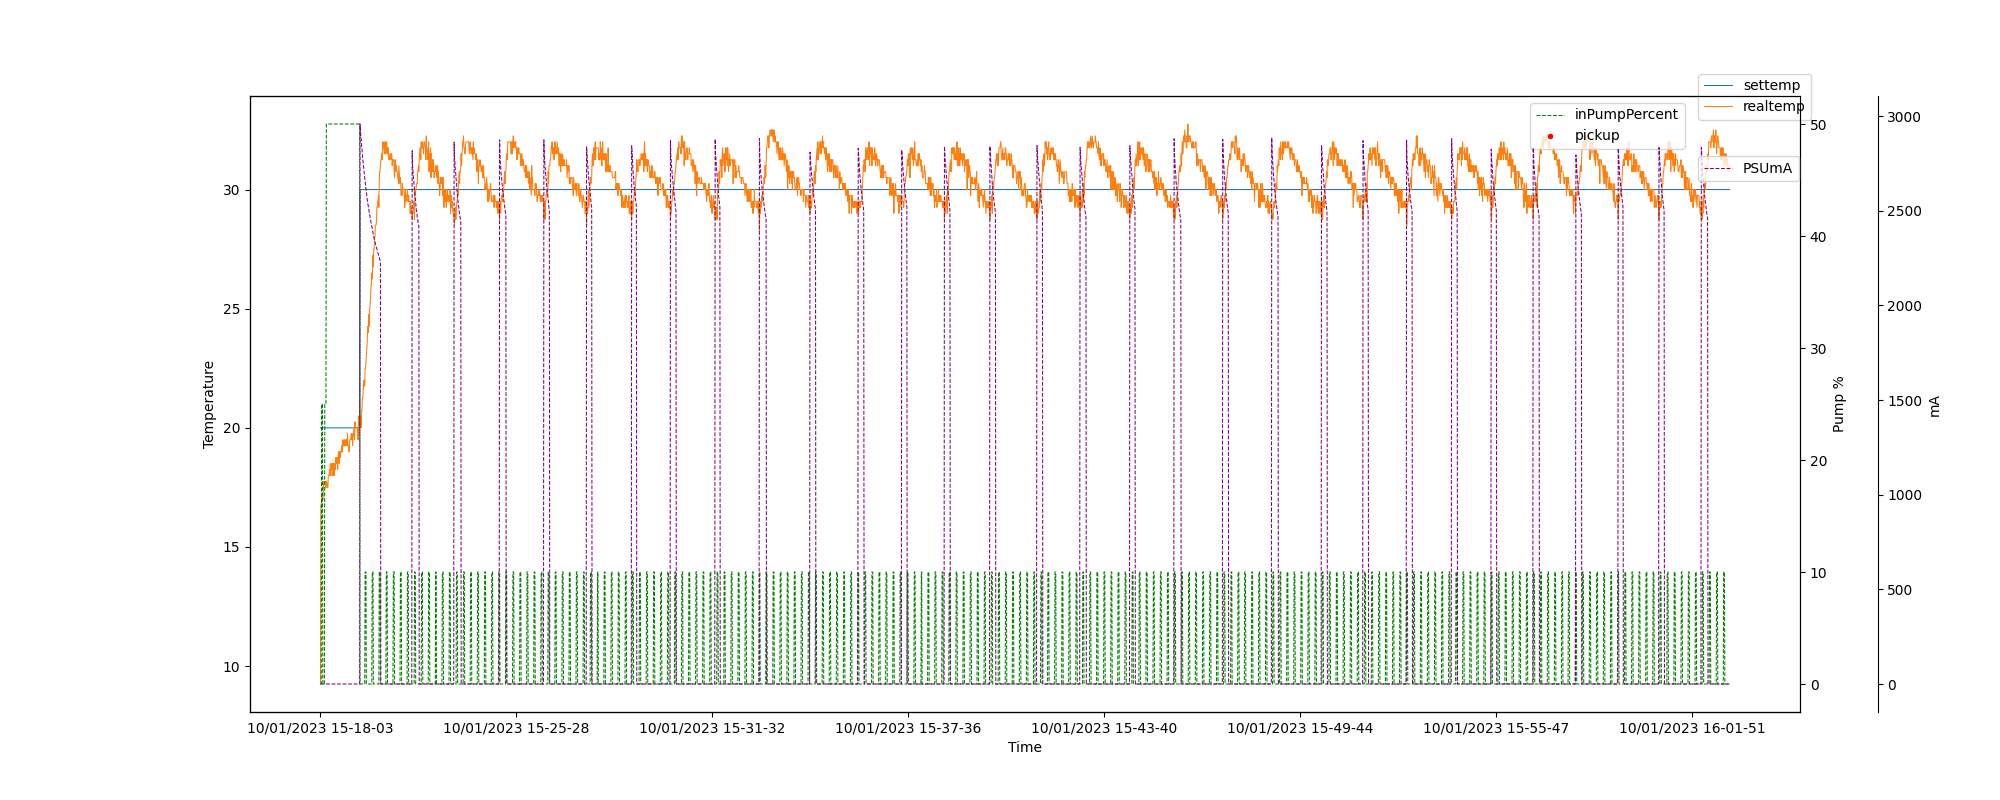 settemp
realtemp
inPumpPercent
pickup
PSUmA
Temperature
30
25
20
15
10
50
40
30
20
10
0
Pump %
3000
2500
2000
1500
1000
500
0
mA
10/01/2023 15-18-03
10/01/2023 15-25-28
10/01/2023 15-31-32
10/01/2023 15-37-36
10/01/2023 15-43-40
10/01/2023 15-49-44
10/01/2023 15-55-47
10/01/2023 16-01-51
Time